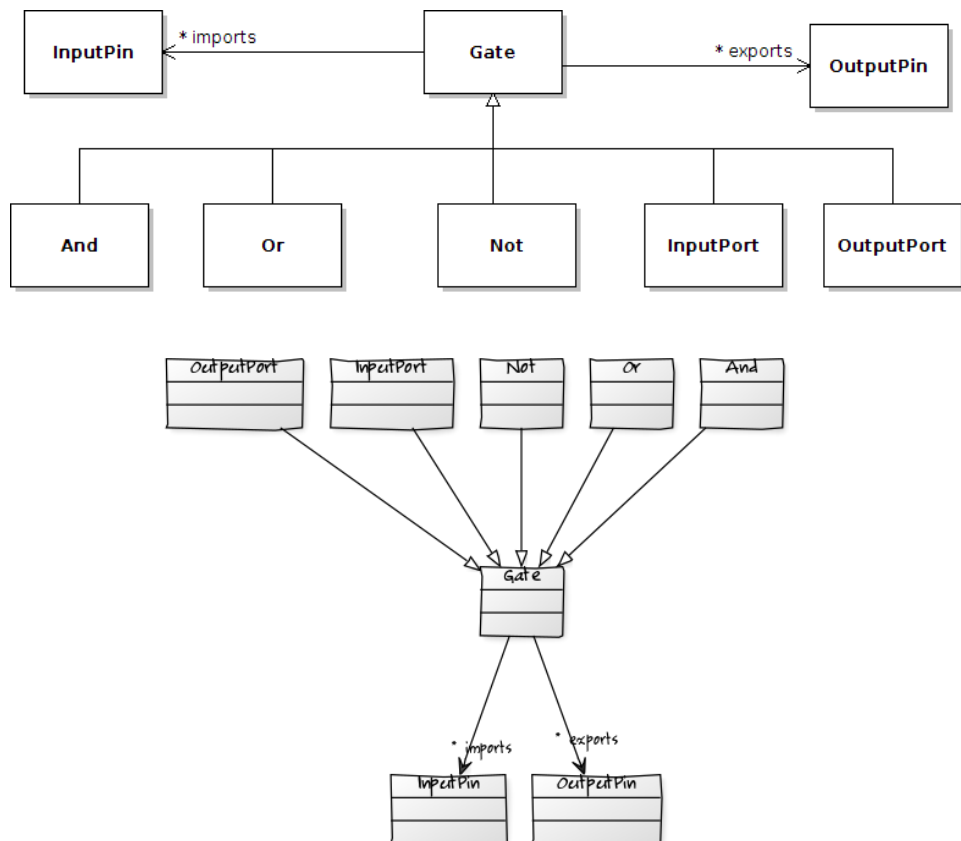 * imports
Gate
InputPin
* exports
OutputPin
And
Or
Not
InputPort
OutputPort
OutputPort
InputPort
Not
Or
And
Gate
* imports
* exports
InputPin
OutputPin